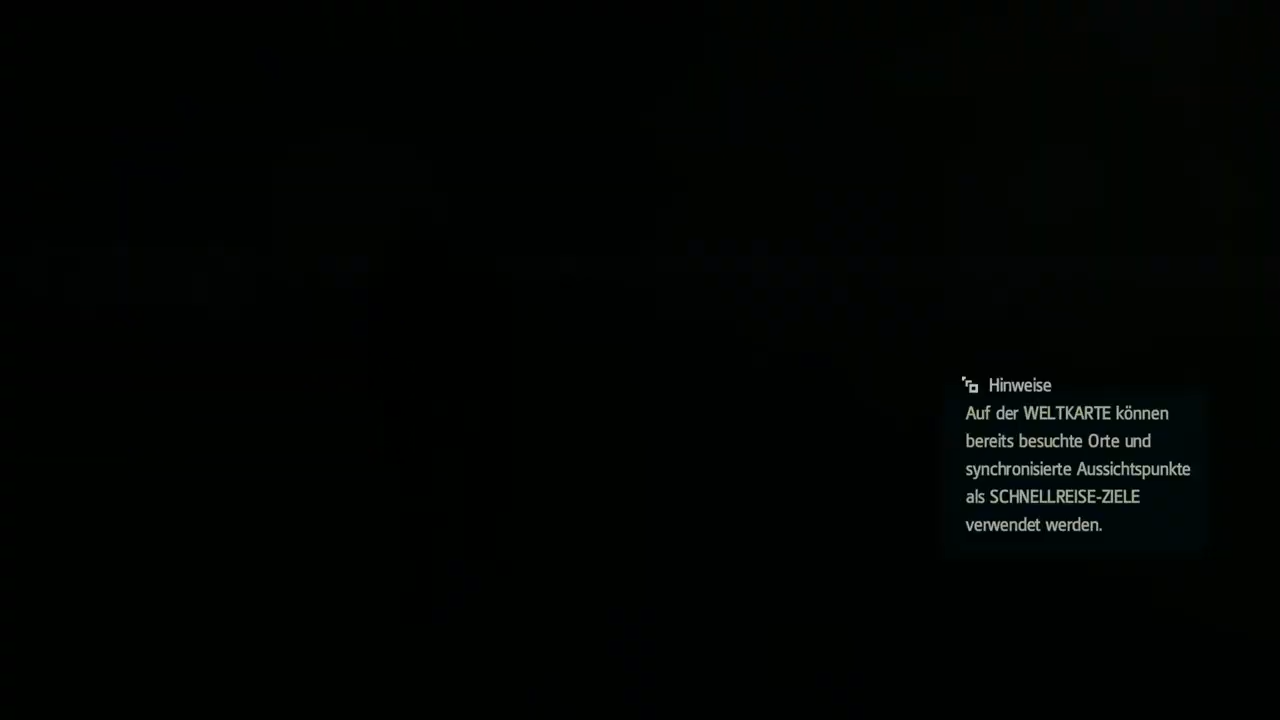 Hinweise
Auf der WELTKARTE können
bereits besuchte Orte und
synchronisierte Aussichtspunkte
als SCHNELLREISE-ZIELE
verwendet werden.